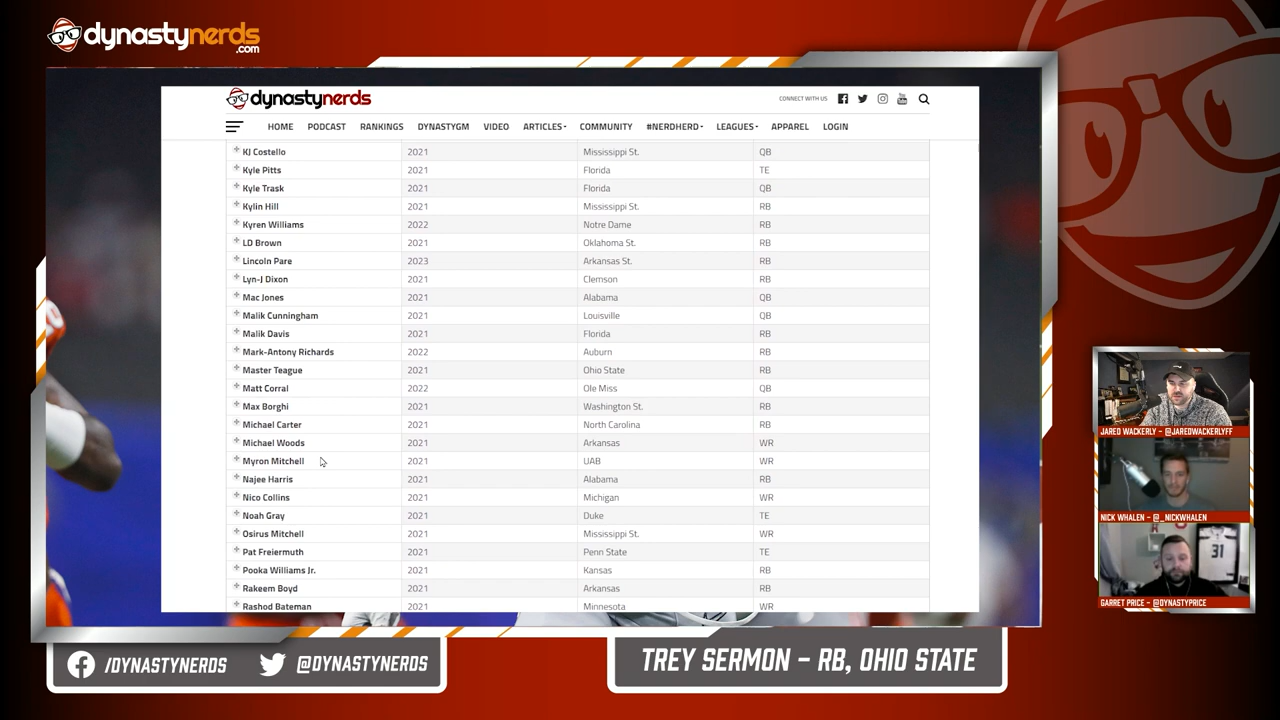 dynastynerds
.com
dynastynerds
CONNECT WITH US
HOME PODCAST RANKINGS DYNASTYGM VIDEO ARTICLES COMMUNITY #NERDHERD LEAGUES APPAREL LOGIN
KJ Costello 2021 Mississippi St. QB
Kyle Pitts 2021 Florida TE
Kyle Trask 2021 Florida QB
Kylin Hill 2021 Mississippi St. RB
Kyren Williams 2022 Notre Dame RB
LD Brown 2021 Oklahoma St. RB
Lincoln Pare 2023 Arkansas St. RB
Lyn-J Dixon 2021 Clemson RB
Mac Jones 2021 Alabama QB
Malik Cunningham 2021 Louisville QB
Malik Davis 2021 Florida RB
Mark-Antony Richards 2022 Auburn RB
Master Teague 2021 Ohio State RB
Matt Corral 2022 Ole Miss QB
Max Borghi 2021 Washington St. RB
Michael Carter 2021 North Carolina RB
Michael Woods 2021 Arkansas WR
Myron Mitchell 2021 UAB WR
Najee Harris 2021 Alabama RB
Nico Collins 2021 Michigan WR
Noah Gray 2021 Duke TE
Osirus Mitchell 2021 Mississippi St. WR
Pat Freiermuth 2021 Penn State TE
Pooka Williams Jr. 2021 Kansas RB
Rakeem Boyd 2021 Arkansas RB
Rashod Bateman 2021 Minnesota WR
JARED WACKERLY - @JAREDWACKERLYFF
NICK WHALEN - @_NICKWHALEN
31
GARRET PRICE - @DYNASTYPRICE
/DYNASTYNERDS @DYNASTYNERDS
TREY SERMON - RB, OHIO STATE